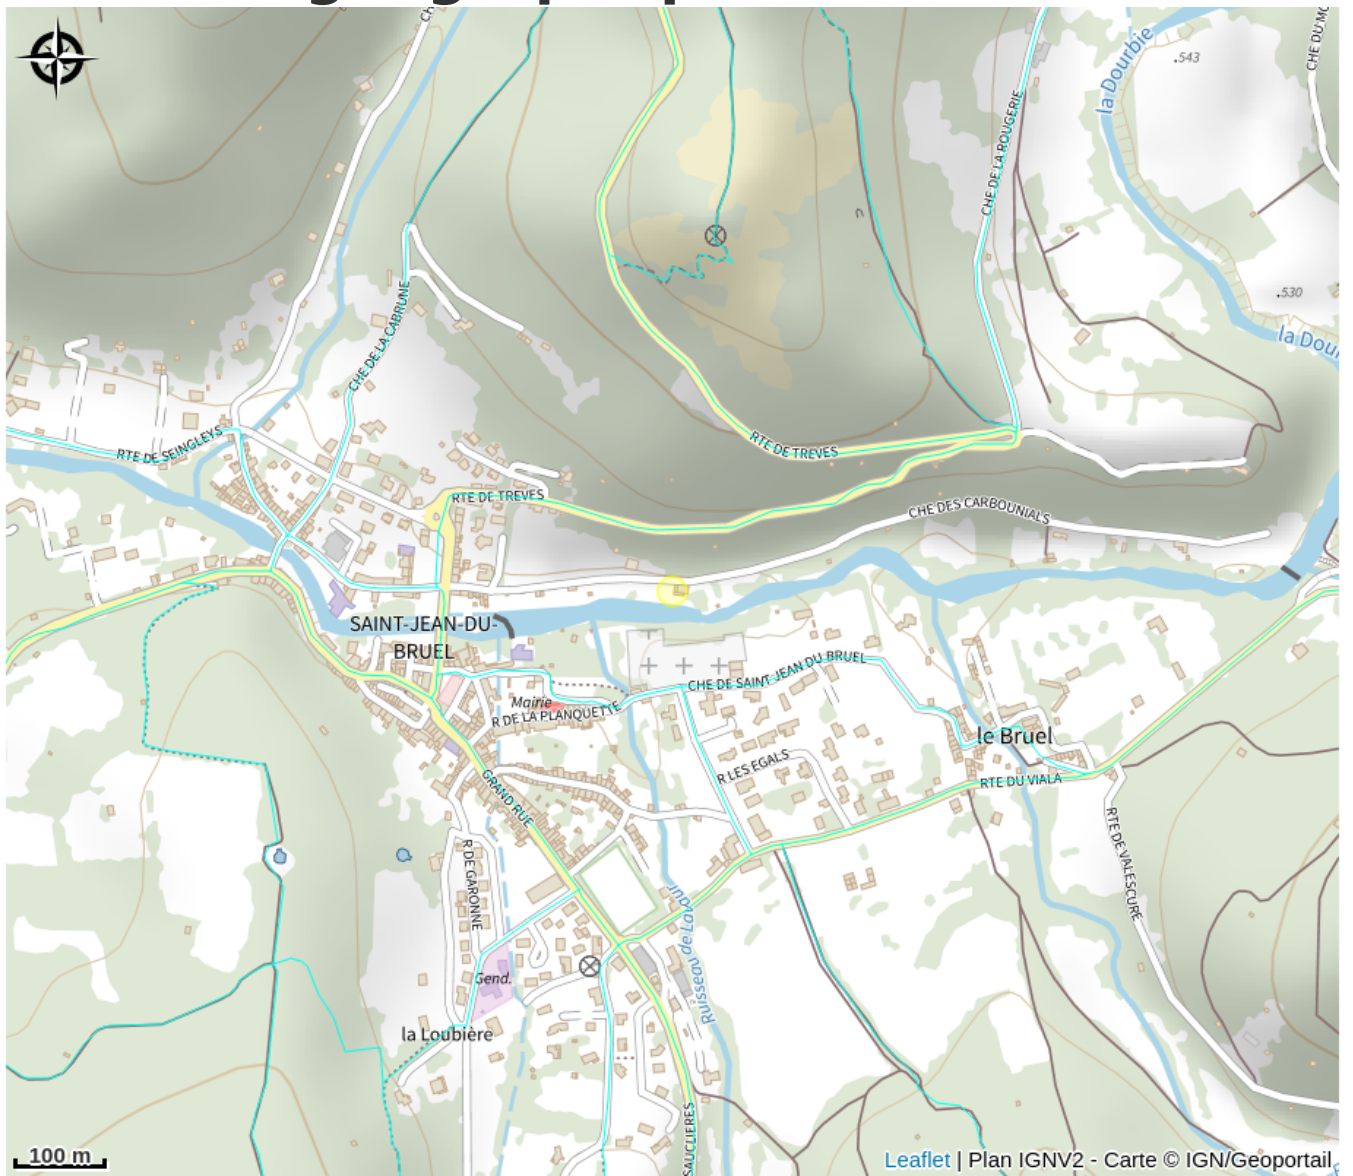 la Dourbie
.543
CHE DE LA ROUGERIE
.530
CHE DE LA CABRUNE
RTE DE SEINGLEYS
RTE DE TREVES
RTE DE TREVES
CHE DES CARBOUNIALS
SAINT-JEAN-DU-
BRUEL
CHE DE SAINT JEAN DU BRUEL
Mairie
R DE LA PLANQUETTE
le Bruel
R LES EGALS
RTE DU VIALA
GRAND RUE
R DE GARONNE
RTE DE VALESCURE
Ruisseau de Lavaur
Gend.
la Loubière
SAUCLIERES
100 m
Leaflet | Plan IGNV2 - Carte © IGN/Geoportail